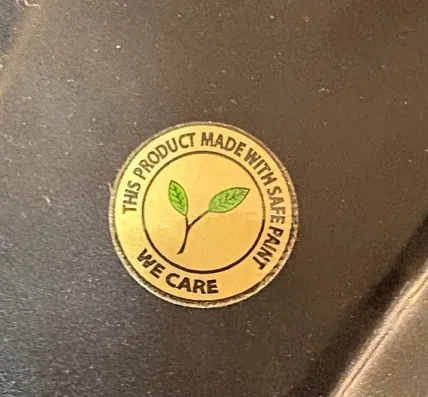 THIS PRODUCT MADE WITH SAFE PAINT
WE CARE